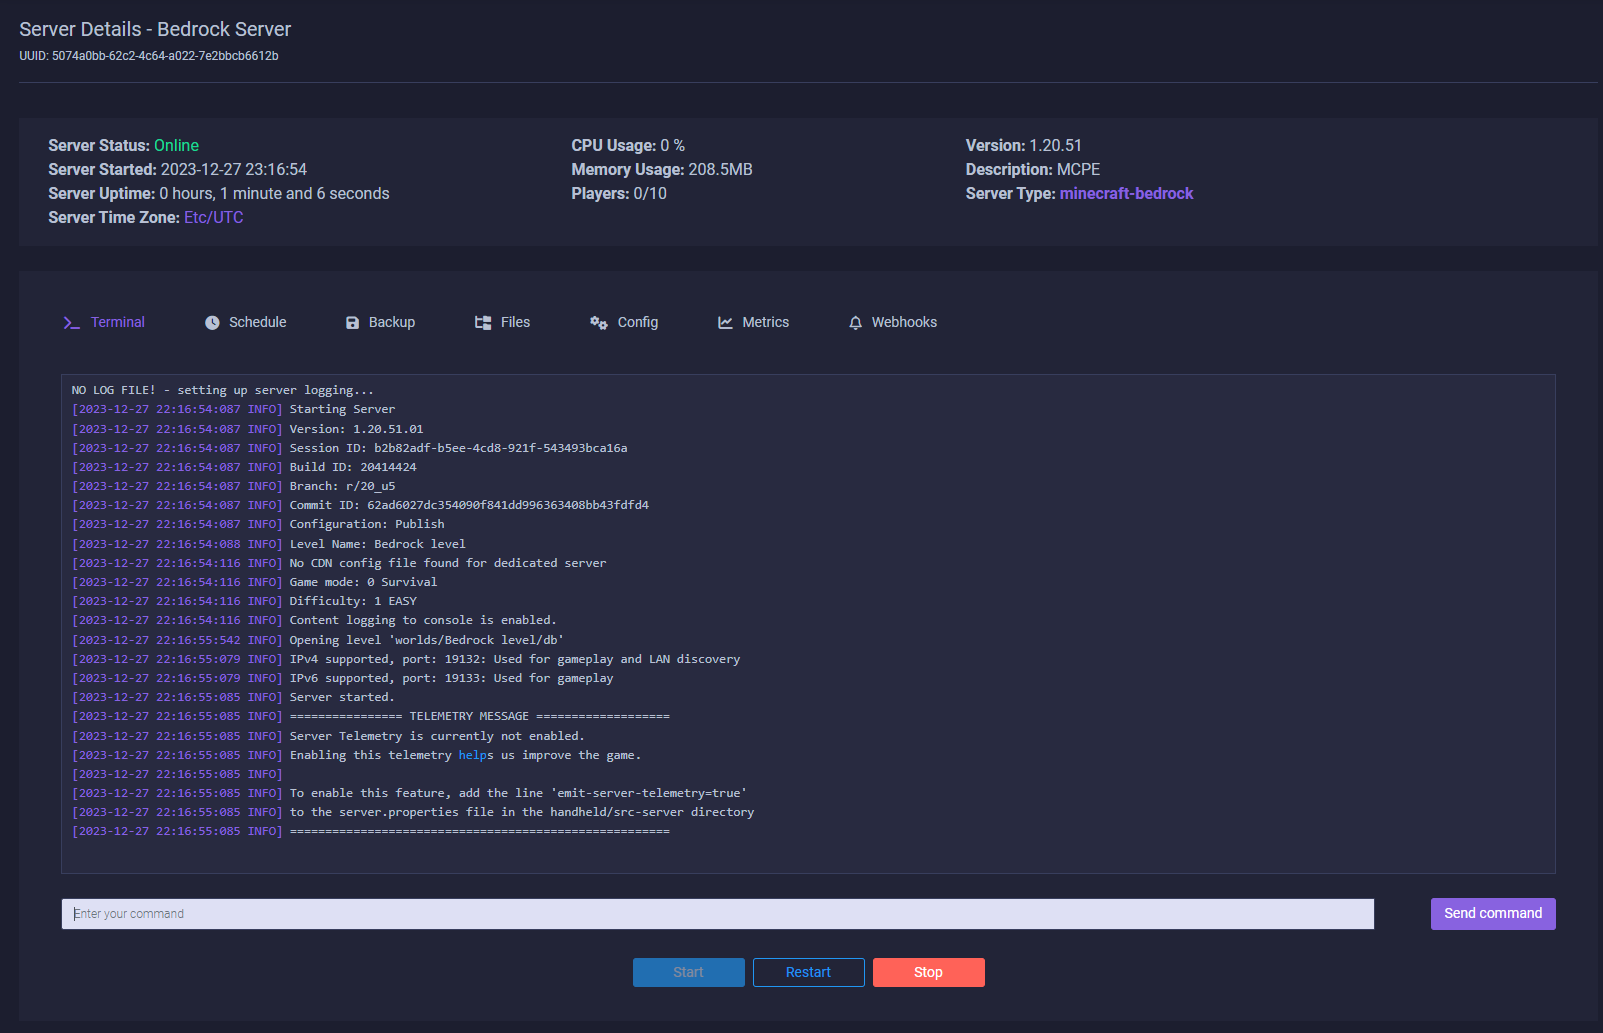 Server Details - Bedrock Server
UUID: 5074a0bb-62c2-4c64-a022-7e2bbcb6612b
Server Status: Online
Server Started: 2023-12-27 23:16:54
Server Uptime: 0 hours, 1 minute and 6 seconds
Server Time Zone: Etc/UTC
CPU Usage: 0 %
Memory Usage: 208.5MB
Players: 0/10
Version: 1.20.51
Description: MCPE
Server Type: minecraft-bedrock
Terminal Schedule Backup Files Config Metrics Webhooks
NO LOG FILE! - setting up server logging...
[2023-12-27 22:16:54:087 INFO] Starting Server
[2023-12-27 22:16:54:087 INFO] Version: 1.20.51.01
[2023-12-27 22:16:54:087 INFO] Session ID: b2b82adf-b5ee-4cd8-921f-543493bca16a
[2023-12-27 22:16:54:087 INFO] Build ID: 20414424
[2023-12-27 22:16:54:087 INFO] Branch: r/20_u5
[2023-12-27 22:16:54:087 INFO] Commit ID: 62ad6027dc354090f841dd996363408bb43fdfd4
[2023-12-27 22:16:54:087 INFO] Configuration: Publish
[2023-12-27 22:16:54:088 INFO] Level Name: Bedrock level
[2023-12-27 22:16:54:116 INFO] No CDN config file found for dedicated server
[2023-12-27 22:16:54:116 INFO] Game mode: 0 Survival
[2023-12-27 22:16:54:116 INFO] Difficulty: 1 EASY
[2023-12-27 22:16:54:116 INFO] Content logging to console is enabled.
[2023-12-27 22:16:55:542 INFO] Opening level 'worlds/Bedrock level/db'
[2023-12-27 22:16:55:079 INFO] IPv4 supported, port: 19132: Used for gameplay and LAN discovery
[2023-12-27 22:16:55:079 INFO] IPv6 supported, port: 19133: Used for gameplay
[2023-12-27 22:16:55:085 INFO] Server started.
[2023-12-27 22:16:55:085 INFO] ================ TELEMETRY MESSAGE ===================
[2023-12-27 22:16:55:085 INFO] Server Telemetry is currently not enabled.
[2023-12-27 22:16:55:085 INFO] Enabling this telemetry helps us improve the game.
[2023-12-27 22:16:55:085 INFO]
[2023-12-27 22:16:55:085 INFO] To enable this feature, add the line 'emit-server-telemetry=true'
[2023-12-27 22:16:55:085 INFO] to the server.properties file in the handheld/src-server directory
[2023-12-27 22:16:55:085 INFO] ======================================================
Enter your command
Send command
Start Restart Stop